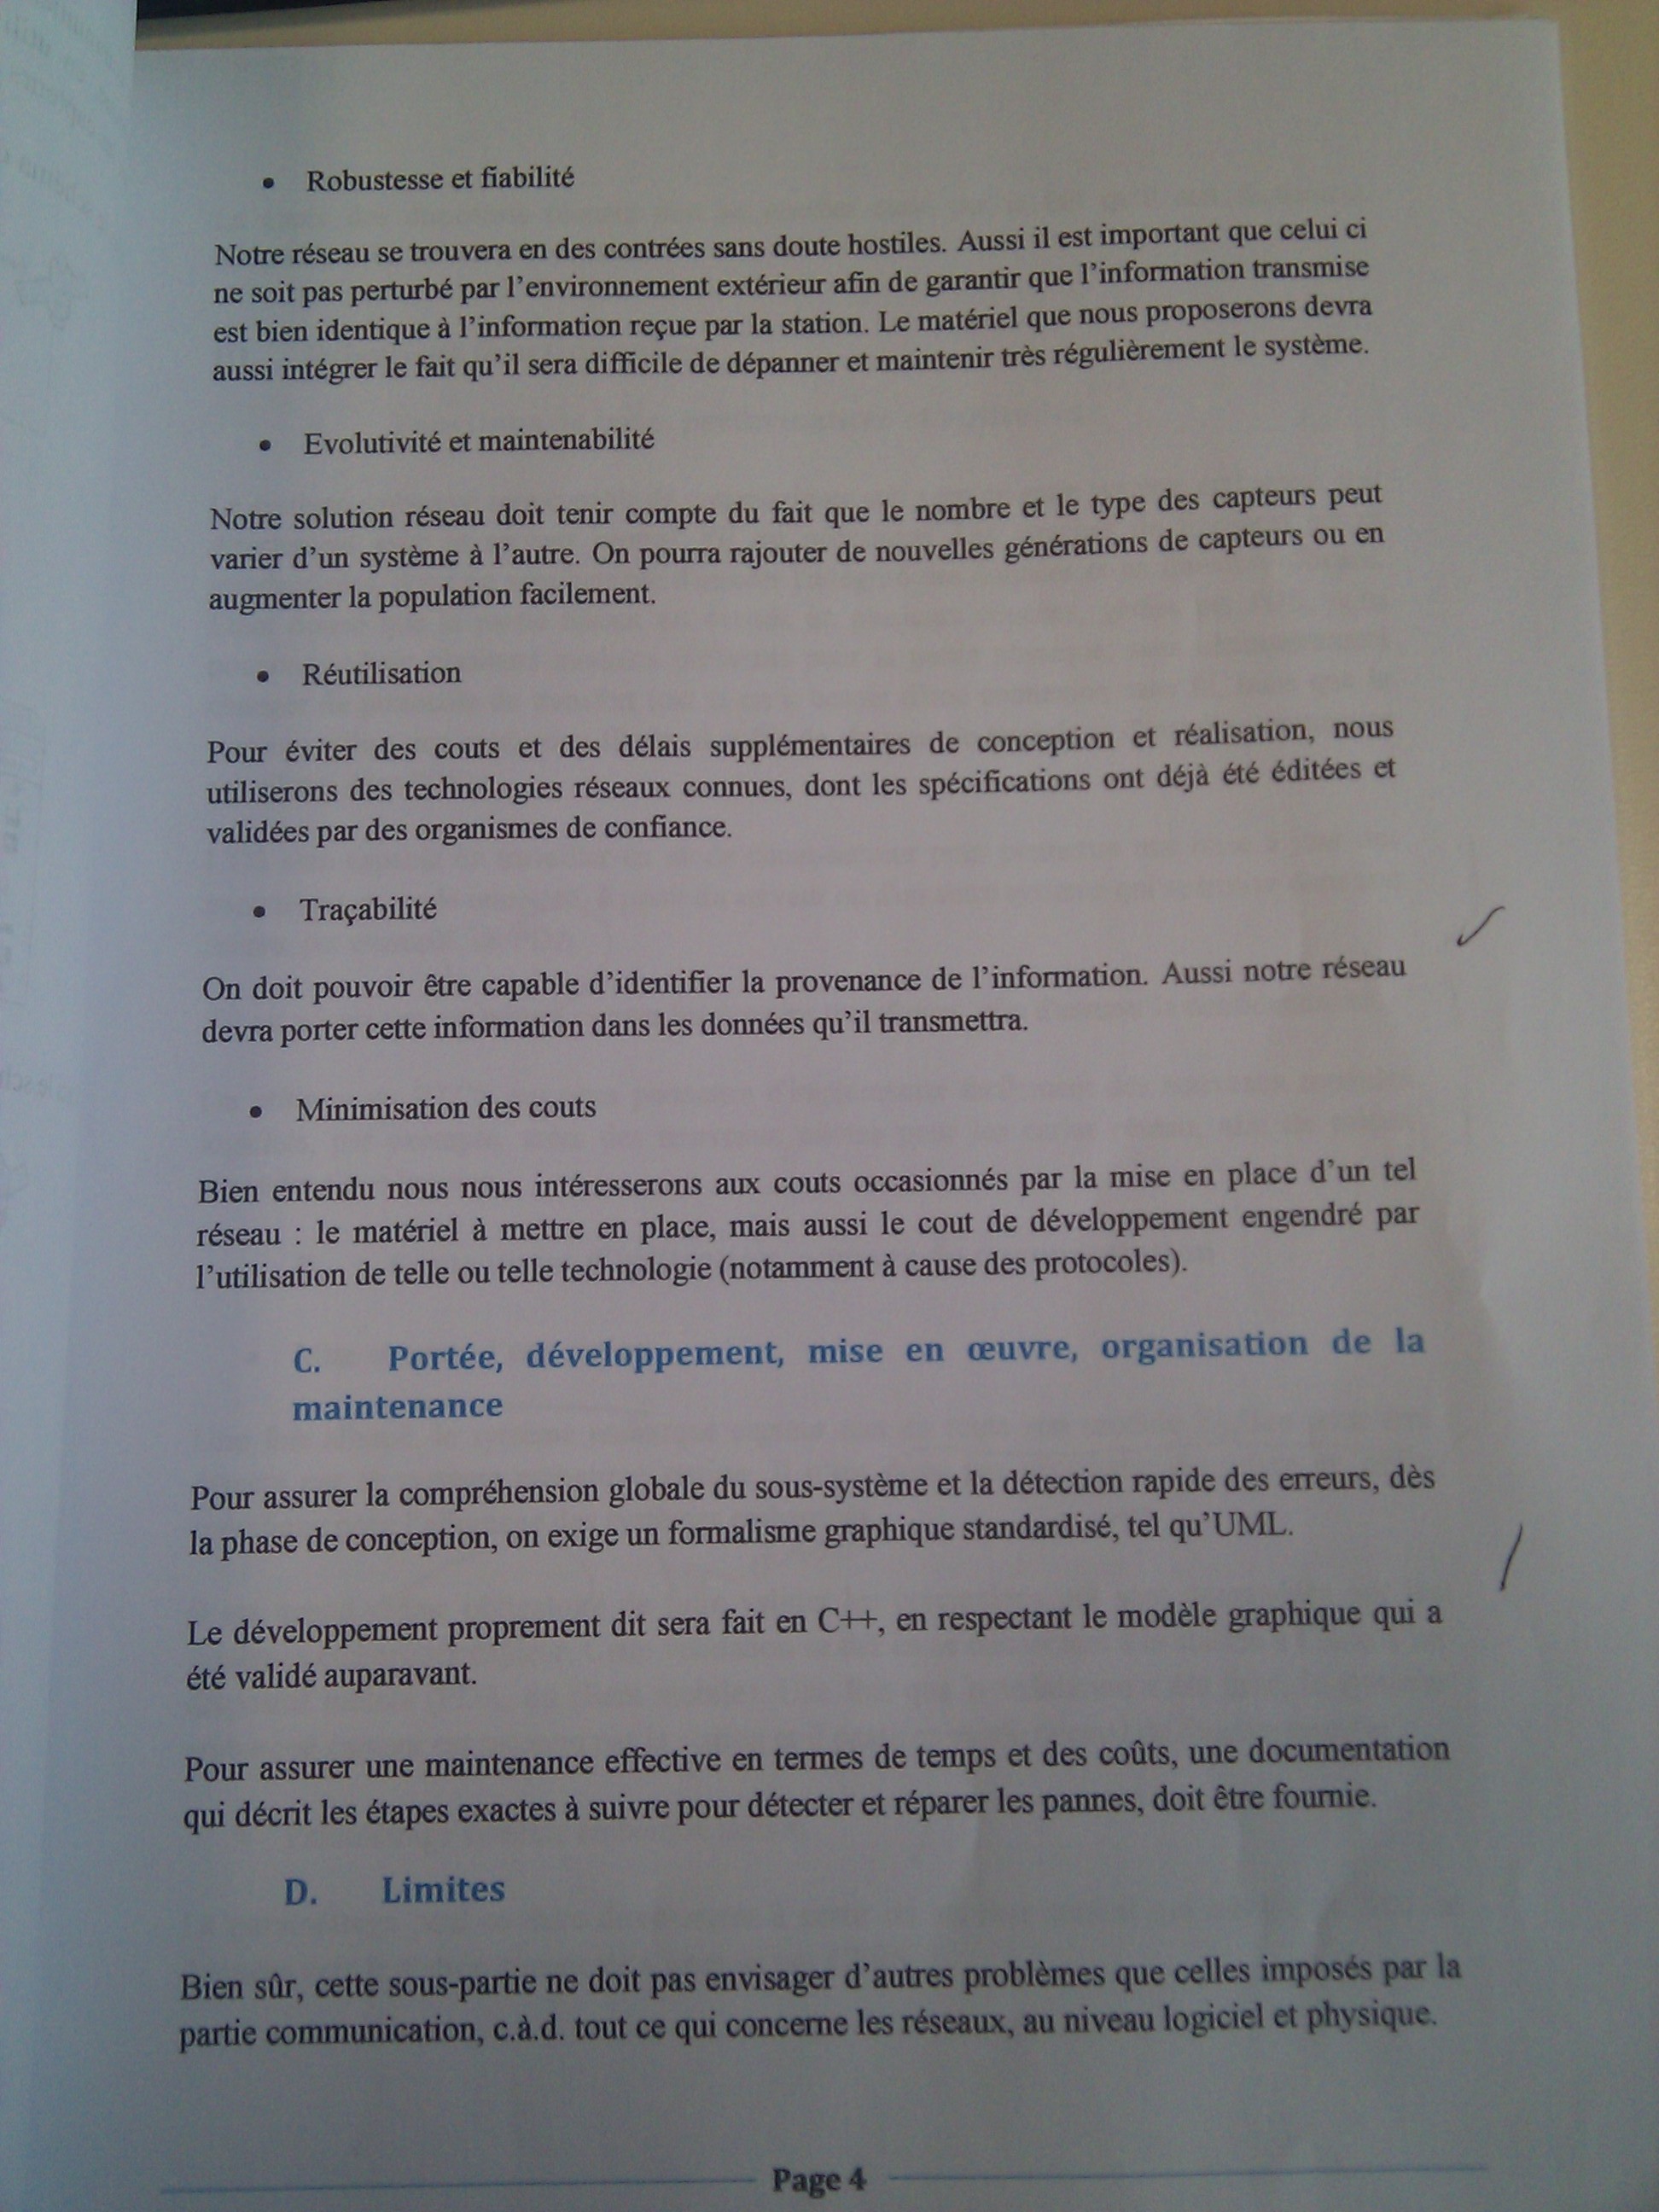 • Robustesse et fiabilité
Notre réseau se trouvera en des contrées sans doute hostiles. Aussi il est important que celui ci
ne soit pas perturbé par l'environnement extérieur afin de garantir que l'information transmise
est bien identique à l'information reçue par la station. Le matériel que nous proposerons devra
aussi intégrer le fait qu'il sera difficile de dépanner et maintenir très régulièrement le système.
• Evolutivité et maintenabilité
Notre solution réseau doit tenir compte du fait que le nombre et le type des capteurs peut
varier d'un système à l'autre. On pourra rajouter de nouvelles générations de capteurs ou en
augmenter la population facilement.
• Réutilisation
Pour éviter des couts et des délais supplémentaires de conception et réalisation, nous
utiliserons des technologies réseaux connues, dont les spécifications ont déjà été éditées et
validées par des organismes de confiance.
• Traçabilité
On doit pouvoir être capable d'identifier la provenance de l'information. Aussi notre réseau
devra porter cette information dans les données qu'il transmettra.
• Minimisation des couts
Bien entendu nous nous intéresserons aux couts occasionnés par la mise en place d'un tel
réseau : le matériel à mettre en place, mais aussi le cout de développement engendré par
l'utilisation de telle ou telle technologie (notamment à cause des protocoles).
C. Portée, développement, mise en œuvre, organisation de la
maintenance
Pour assurer la compréhension globale du sous-système et la détection rapide des erreurs, dès
la phase de conception, on exige un formalisme graphique standardisé, tel qu'UML.
Le développement proprement dit sera fait en C++, en respectant le modèle graphique qui a
été validé auparavant.
Pour assurer une maintenance effective en termes de temps et des coûts, une documentation
qui décrit les étapes exactes à suivre pour détecter et réparer les pannes, doit être fournie.
D. Limites
Bien sûr, cette sous-partie ne doit pas envisager d'autres problèmes que celles imposés par la
partie communication, c.à.d. tout ce qui concerne les réseaux, au niveau logiciel et physique.
Page 4